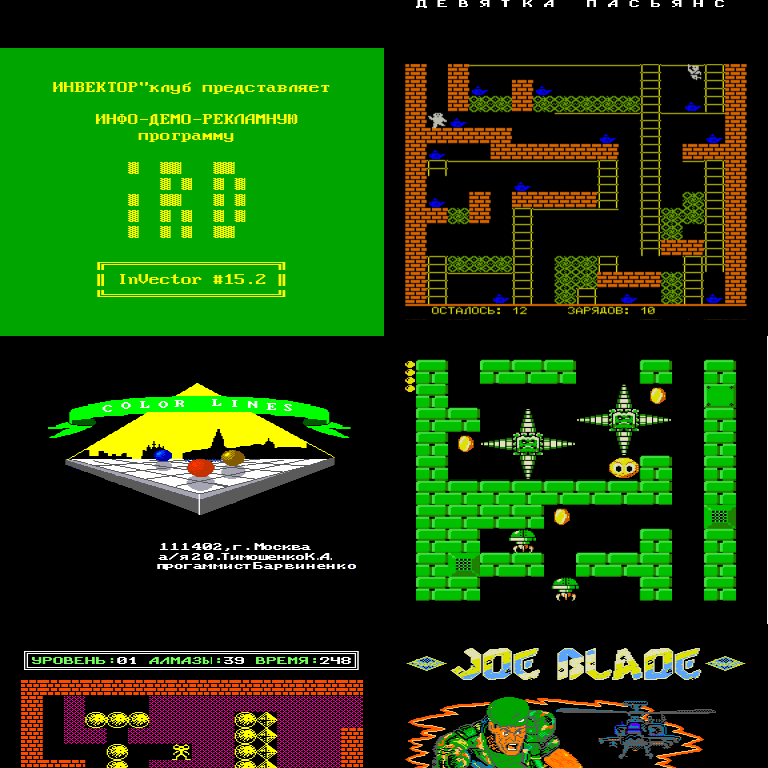 ДЕВЯТКА ПАСЬЯНС
ИНВЕКТОР"клуб представляет
ИНФО-ДЕМО-РЕКЛАМНУЮ
программу
InVector #15.2
ОСТАЛОСЬ: 12 ЗАРЯДОВ: 10
COLOR LINES
111402,г.Москва
а/я20.ТимошенкоК.А.
прогаммистБарвиненко
УРОВЕНЬ:01 АЛМАЗЫ:39 ВРЕМЯ:248
JOE BLADE